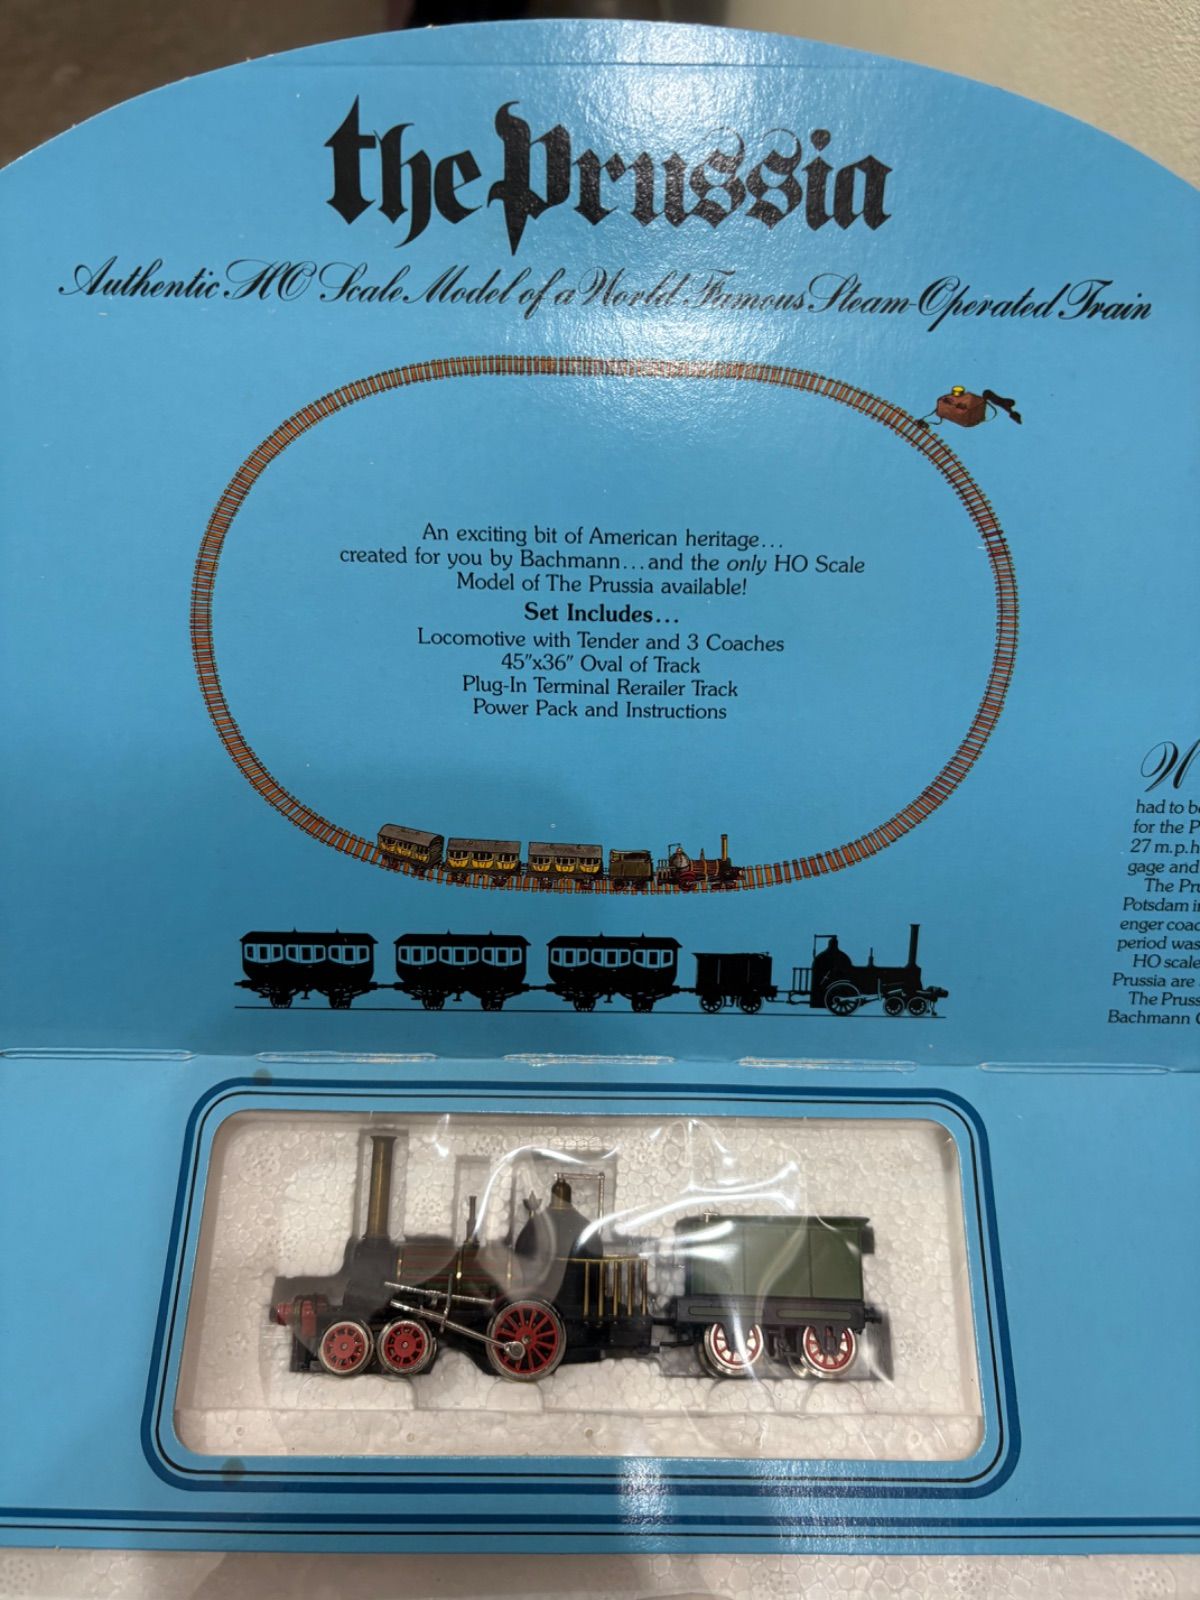 the Prussia
Authentic HO Scale Model of a World Famous Steam-Operated Train
An exciting bit of American heritage...
created for you by Bachmann...and the only HO Scale
Model of The Prussia available!
Set Includes...
Locomotive with Tender and 3 Coaches
45"x36" Oval of Track
Plug-In Terminal Rerailer Track
Power Pack and Instructions
W
had to b
for the P
27 m.p.h
gage and
The Pru
Potsdam i
enger coac
period was
HO scale
Prussia are
The Pruss
Bachmann